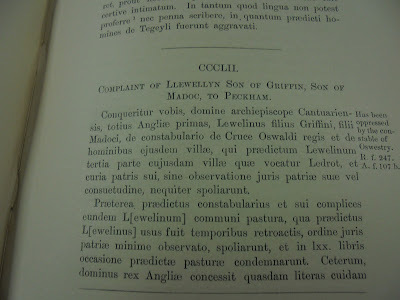 certive intimatum. In tantum quod lingua non potest
preferre¹ nec penna scribere, in quantum prædicti ho-
mines de Tegeyli fuerunt aggravati.
CCCLII.
Complaint of Llewellyn Son of Griffin, Son of
Madoc, to Peckham.
Conqueritur vobis, domine archiepiscope Cantuarien-
sis, totius Angliæ primas, Lewelinus filius Griffini, filii
Madoci, de constabulario de Cruce Oswaldi regis et de
hominibus ejusdem villæ, qui prædictum Lewelinum
tertia parte cujusdam villæ quæ vocatur Ledrot, et
curia patris sui, sine observatione juris patriæ suæ vel
consuetudine, nequiter spoliarunt.
Præterea prædictus constabularius et sui complices
eundem L[ewelinum] communi pastura, qua prædictus
L[ewelinus] usus fuit temporibus retroactis, ordine juris
patriæ minime observato, spoliarunt, et in lxx. libris
occasione prædictæ pasturæ condemnarunt. Ceterum,
dominus rex Angliæ concessit quasdam literas cuidam
Has been
oppressed
by the con-
stable of
Oswestry.
R. f. 247.
A. f. 107 b.